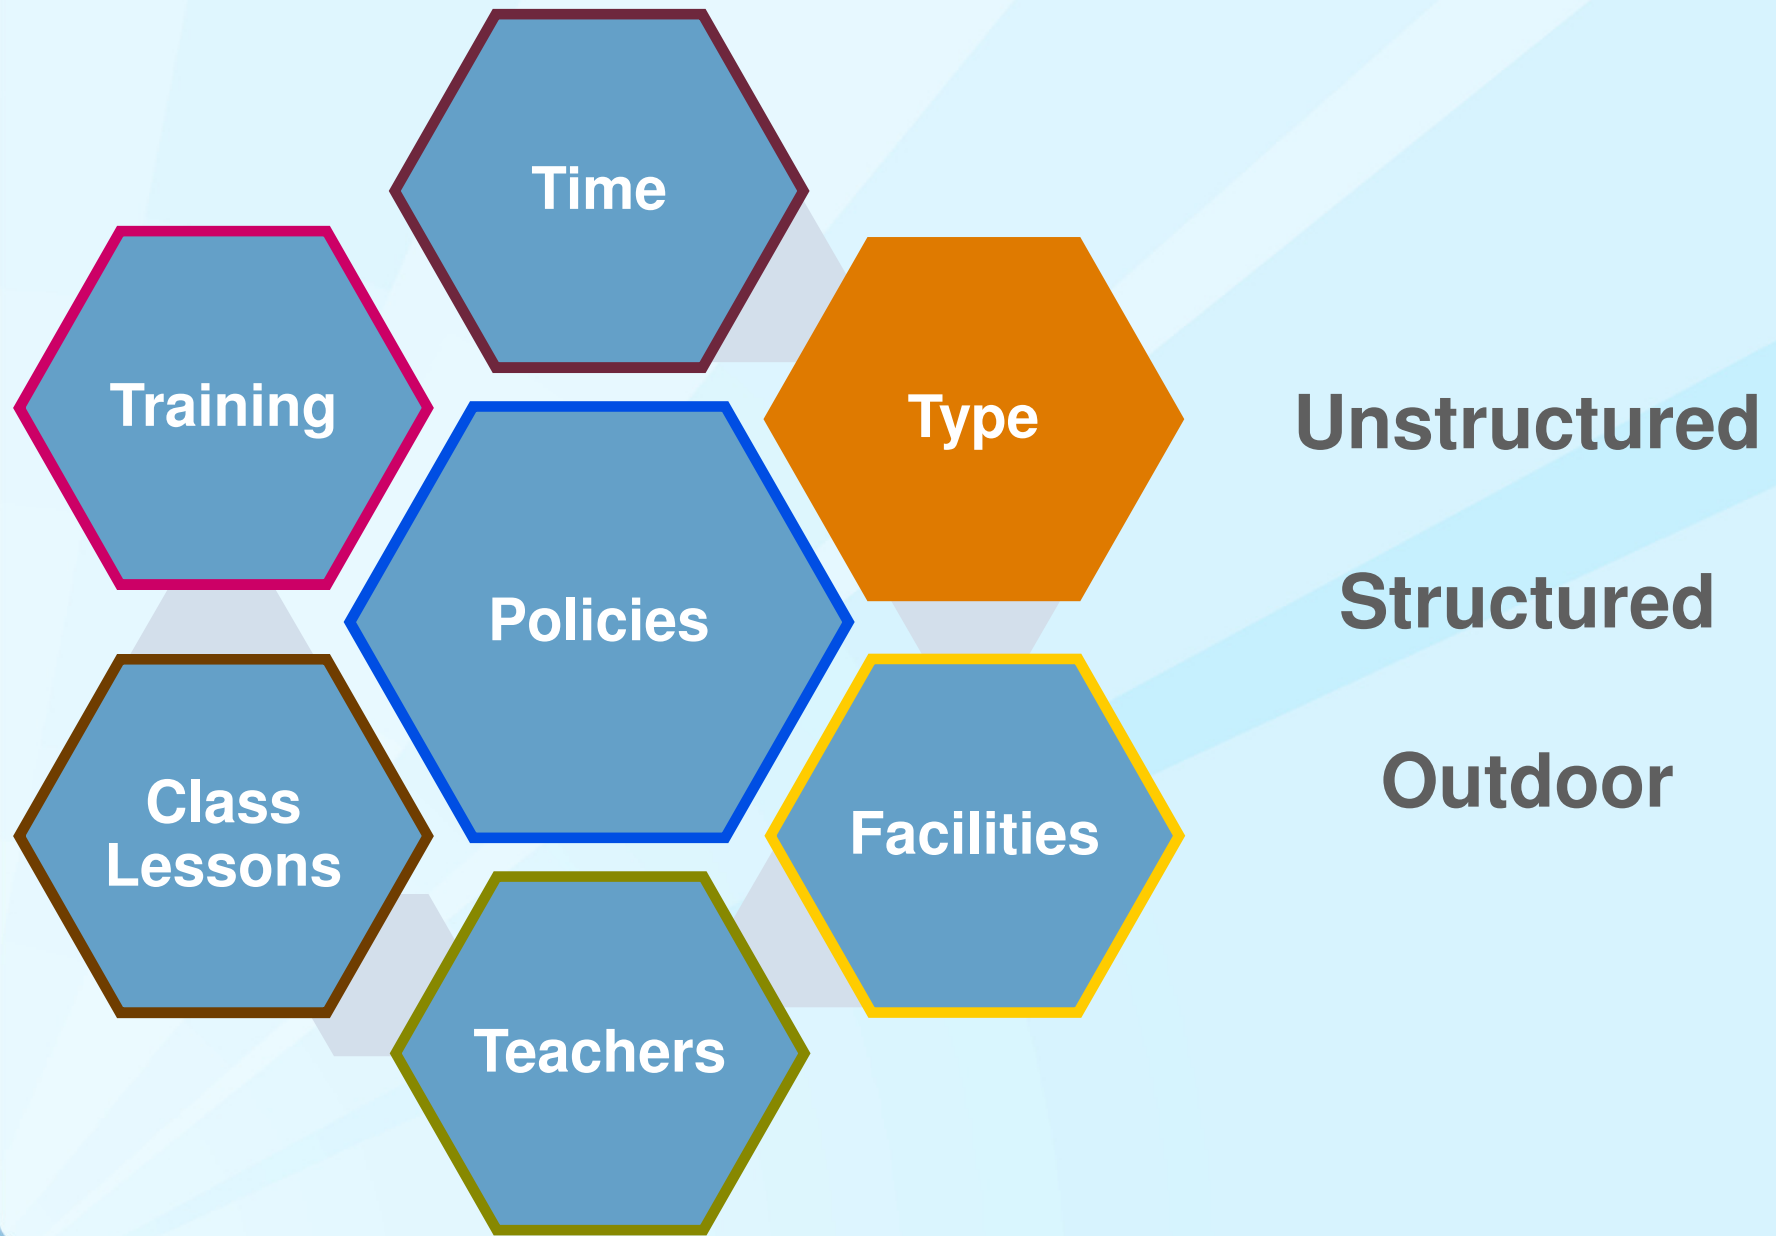 Time
Training
Type
Unstructured
Policies
Structured
Outdoor
Class
Lessons
Facilities
Teachers